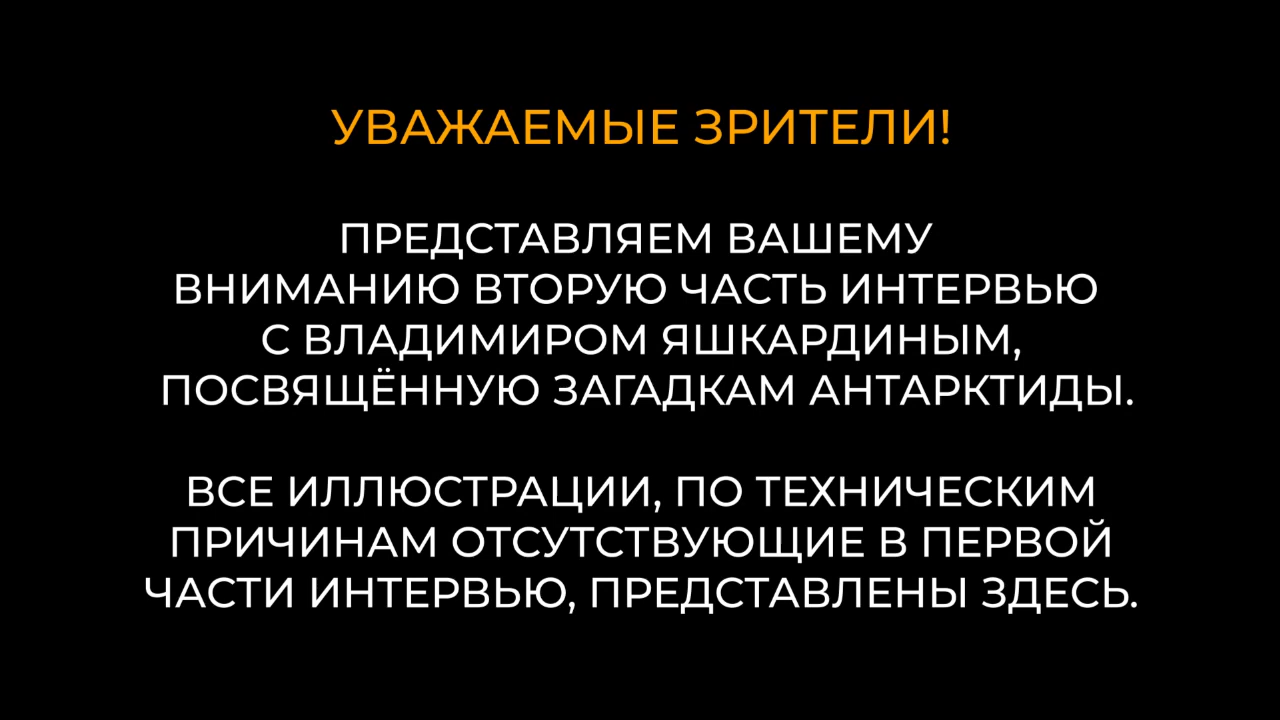 УВАЖАЕМЫЕ ЗРИТЕЛИ!
ПРЕДСТАВЛЯЕМ ВАШЕМУ
ВНИМАНИЮ ВТОРУЮ ЧАСТЬ ИНТЕРВЬЮ
С ВЛАДИМИРОМ ЯШКАРДИНЫМ,
ПОСВЯЩЁННУЮ ЗАГАДКАМ АНТАРКТИДЫ.
ВСЕ ИЛЛЮСТРАЦИИ, ПО ТЕХНИЧЕСКИМ
ПРИЧИНАМ ОТСУТСТВУЮЩИЕ В ПЕРВОЙ
ЧАСТИ ИНТЕРВЬЮ, ПРЕДСТАВЛЕНЫ ЗДЕСЬ.